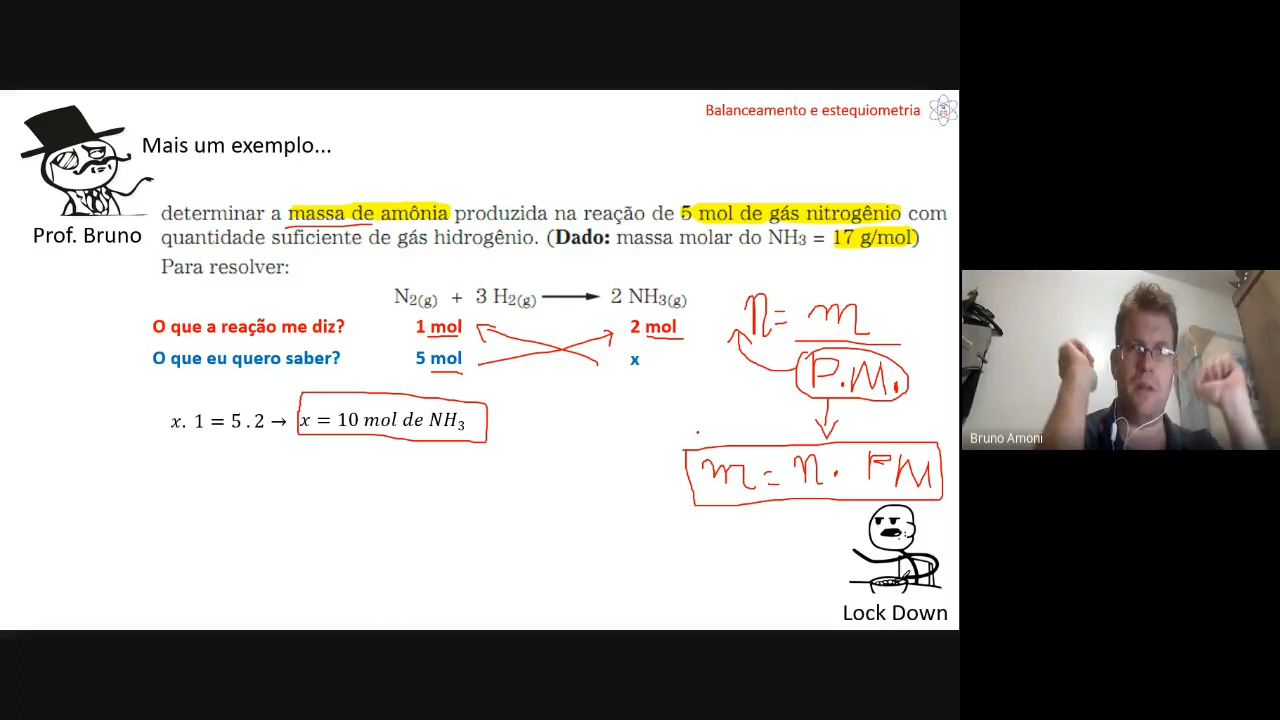 Balanceamento e estequiometria
Mais um exemplo...
Prof. Bruno
determinar a massa de amônia produzida na reação de 5 mol de gás nitrogênio com
quantidade suficiente de gás hidrogênio. (Dado: massa molar do NH₃ = 17 g/mol)
Para resolver:
N₂(g) + 3 H₂(g) ⟶ 2 NH₃(g)
O que a reação me diz? 1 mol 2 mol
O que eu quero saber? 5 mol x
x. 1 = 5 . 2 → x = 10 mol de NH₃
n = m
P.M.
m = n . PM
Lock Down
Bruno Amoni